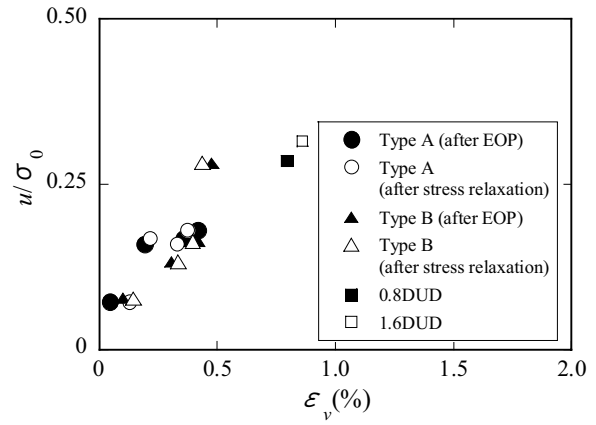 0.50
0.25
0
u/σ0
Type A (after EOP)
Type A
(after stress relaxation)
Type B (after EOP)
Type B
(after stress relaxation)
0.8DUD
1.6DUD
0 0.5 1.0 1.5 2.0
εv(%)